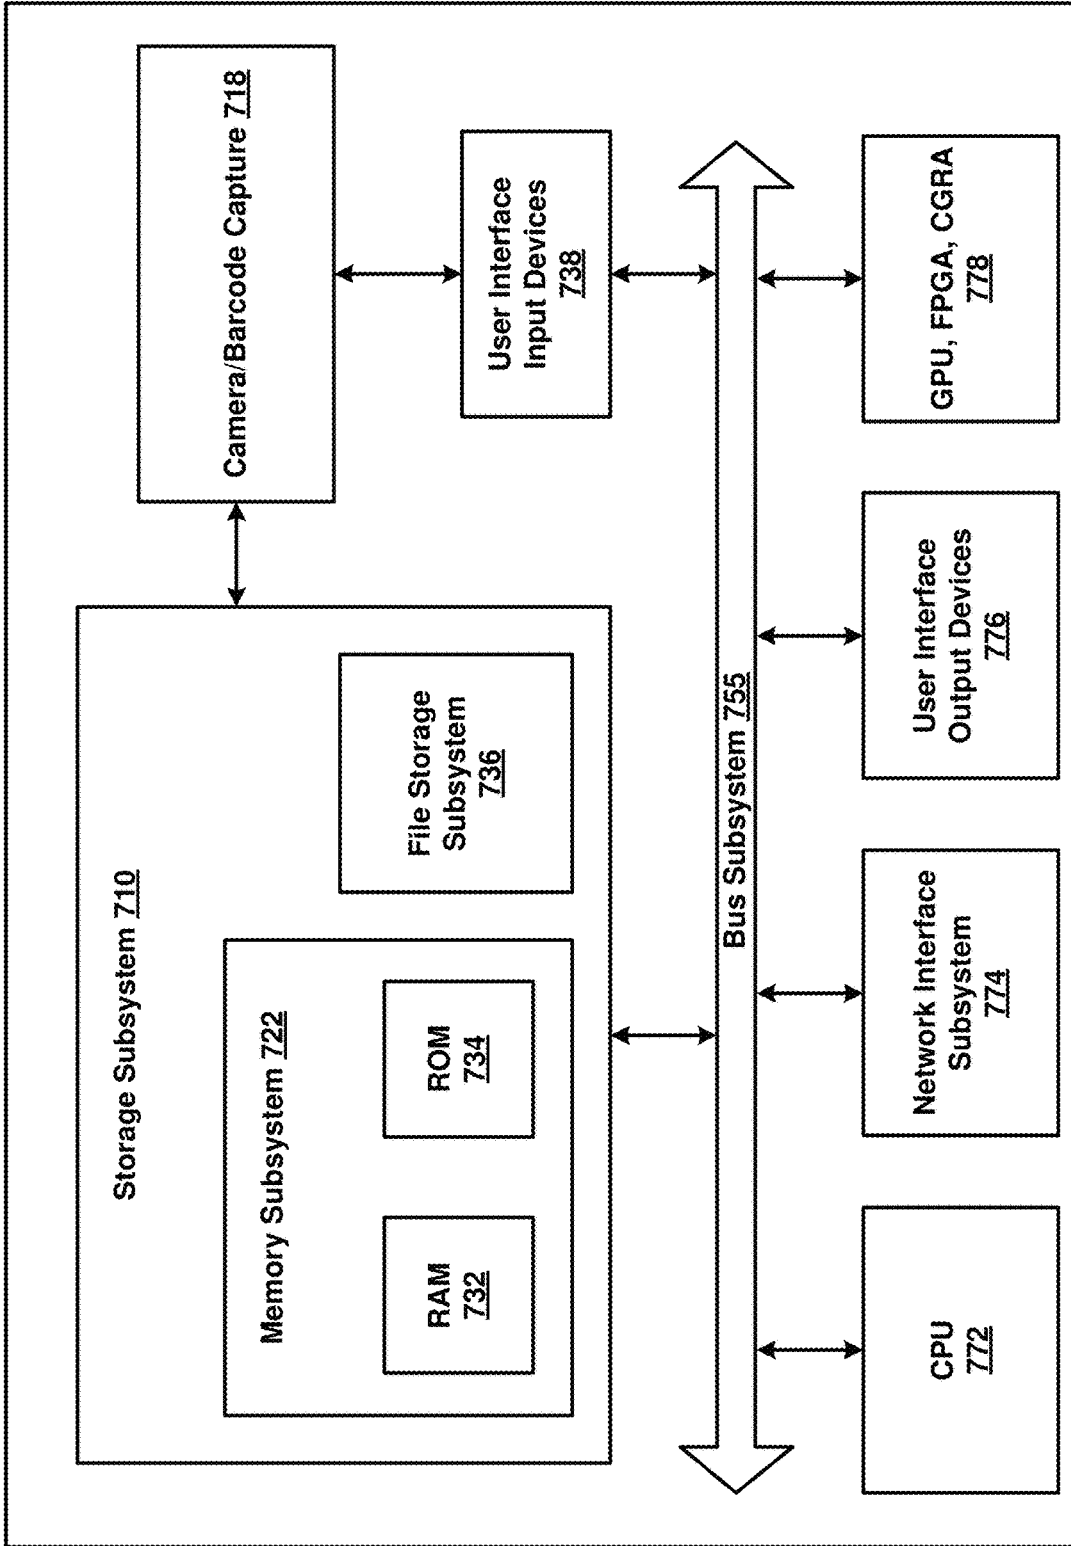 Storage Subsystem 710
Memory Subsystem 722
RAM
732
ROM
734
File Storage
Subsystem
736
Camera/Barcode Capture 718
User Interface
Input Devices
738
Bus Subsystem 755
CPU
772
Network Interface
Subsystem
774
User Interface
Output Devices
776
GPU, FPGA, CGRA
778